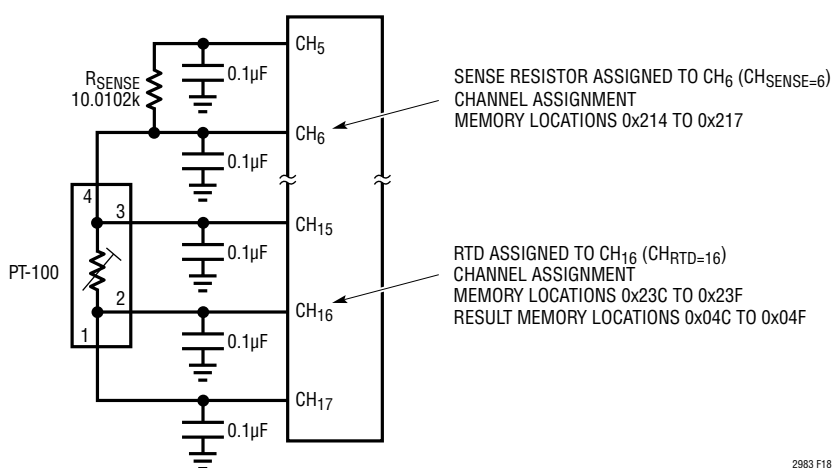 CH5
RSENSE
10.0102k
0.1µF
SENSE RESISTOR ASSIGNED TO CH6 (CHSENSE=6)
CHANNEL ASSIGNMENT
MEMORY LOCATIONS 0x214 TO 0x217
CH6
0.1µF
4
3
CH15
0.1µF
PT-100
RTD ASSIGNED TO CH16 (CHRTD=16)
CHANNEL ASSIGNMENT
MEMORY LOCATIONS 0x23C TO 0x23F
RESULT MEMORY LOCATIONS 0x04C TO 0x04F
2
CH16
1
0.1µF
CH17
0.1µF
2983 F18